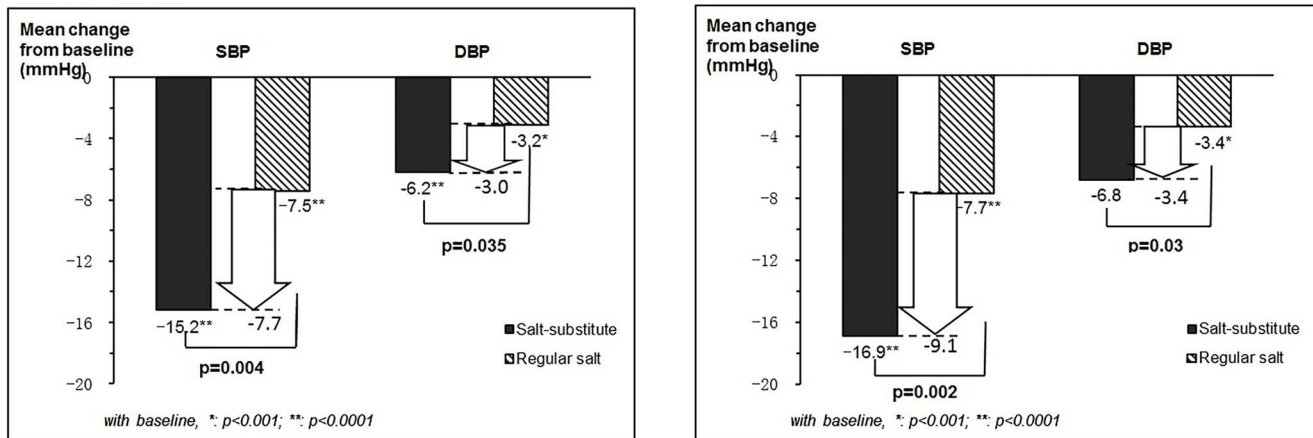 Mean change
from baseline
(mmHg)
SBP
DBP
0
−4
−8
−12
−16
−20
−15.2**
-7.7
−7.5**
-6.2**
-3.0
-3.2*
p=0.004
p=0.035
Salt-substitute
Regular salt
with baseline, *: p<0.001; **: p<0.0001
Mean change
from baseline
(mmHg)
SBP
DBP
0
−4
−8
−12
−16
−20
−16.9**
-9.1
−7.7**
-6.8
-3.4
-3.4*
p=0.002
p=0.03
Salt-substitute
Regular salt
with baseline, *: p<0.001; **: p<0.0001